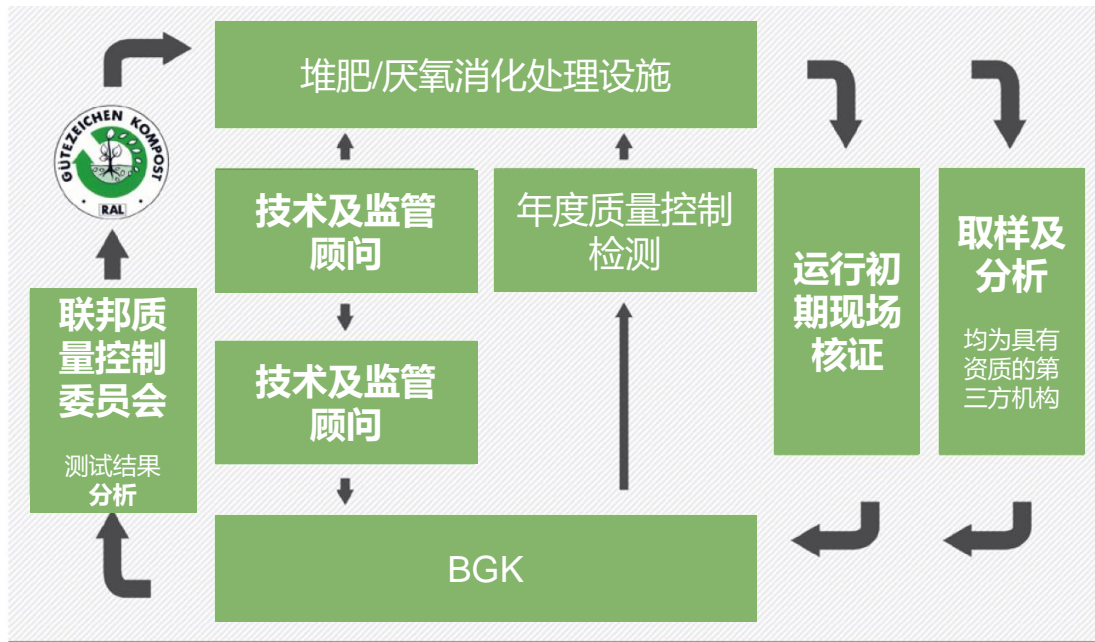 堆肥/厌氧消化处理设施
GÜTEZEICHEN KOMPOST
RAL
技术及监管
顾问
年度质量控制
检测
运行初
期现场
核证
取样及
分析
均为具有
资质的第
三方机构
联邦质
量控制
委员会
测试结果
分析
技术及监管
顾问
BGK